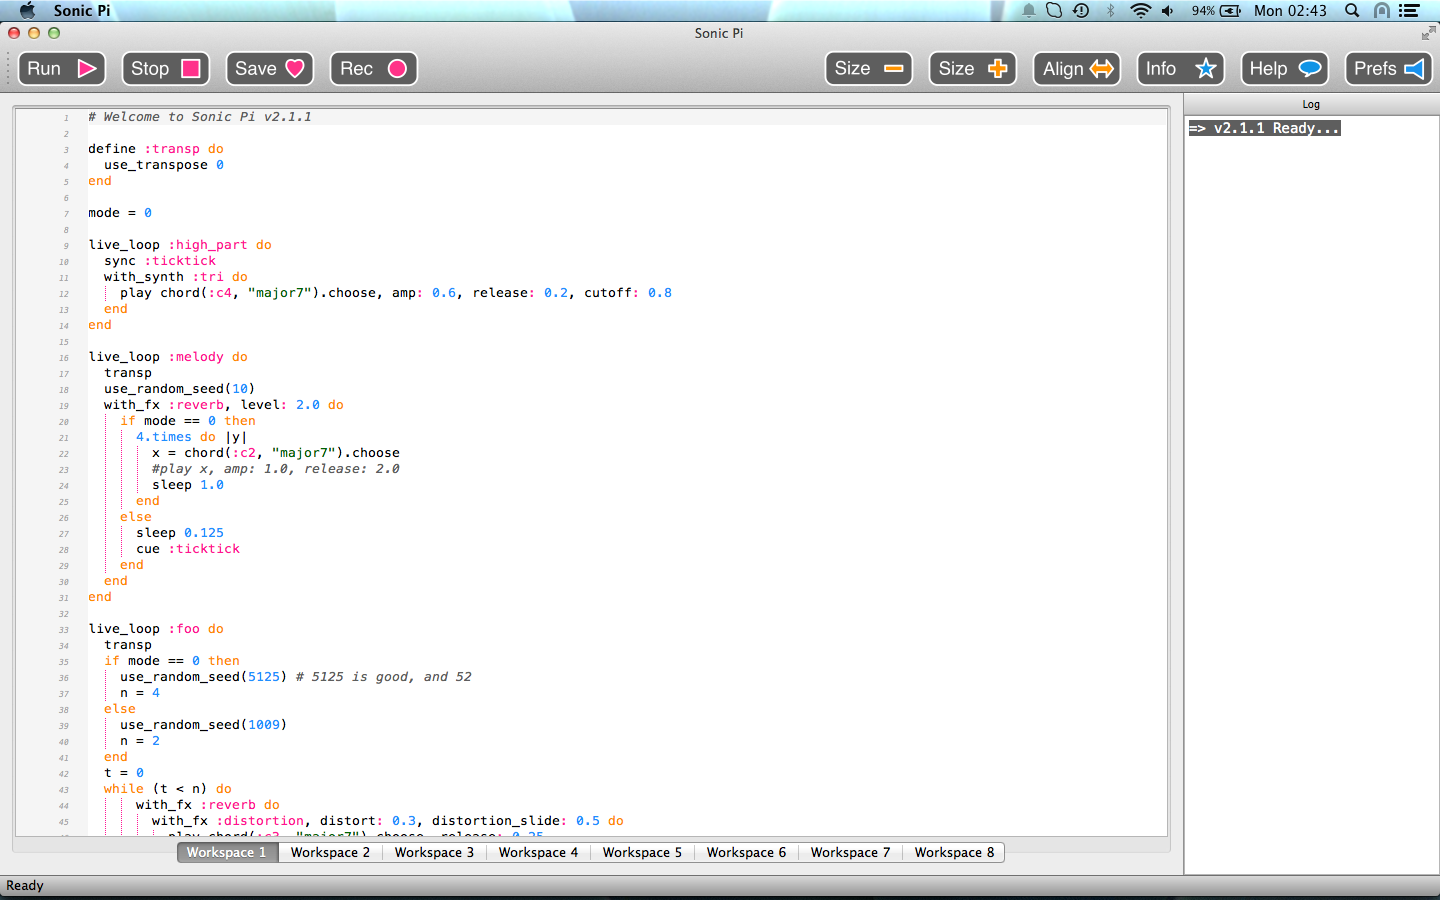 Sonic Pi
94%
Mon 02:43
Sonic Pi
Run
Stop
Save
Rec
Size
Size
Align
Info
Help
Prefs
Log
=> v2.1.1 Ready...
1 # Welcome to Sonic Pi v2.1.1
2
3 define :transp do
4 use_transpose 0
5 end
6
7 mode = 0
8
9 live_loop :high_part do
10 sync :ticktick
11 with_synth :tri do
12 play chord(:c4, "major7").choose, amp: 0.6, release: 0.2, cutoff: 0.8
13 end
14 end
15
16 live_loop :melody do
17 transp
18 use_random_seed(10)
19 with_fx :reverb, level: 2.0 do
20 if mode == 0 then
21 4.times do |y|
22 x = chord(:c2, "major7").choose
23 #play x, amp: 1.0, release: 2.0
24 sleep 1.0
25 end
26 else
27 sleep 0.125
28 cue :ticktick
29 end
30 end
31 end
32
33 live_loop :foo do
34 transp
35 if mode == 0 then
36 use_random_seed(5125) # 5125 is good, and 52
37 n = 4
38 else
39 use_random_seed(1009)
40 n = 2
41 end
42 t = 0
43 while (t < n) do
44 with_fx :reverb do
45 with_fx :distortion, distort: 0.3, distortion_slide: 0.5 do
play chord(:c3, "major7").choose, release: 0.25
Workspace 1
Workspace 2
Workspace 3
Workspace 4
Workspace 5
Workspace 6
Workspace 7
Workspace 8
Ready